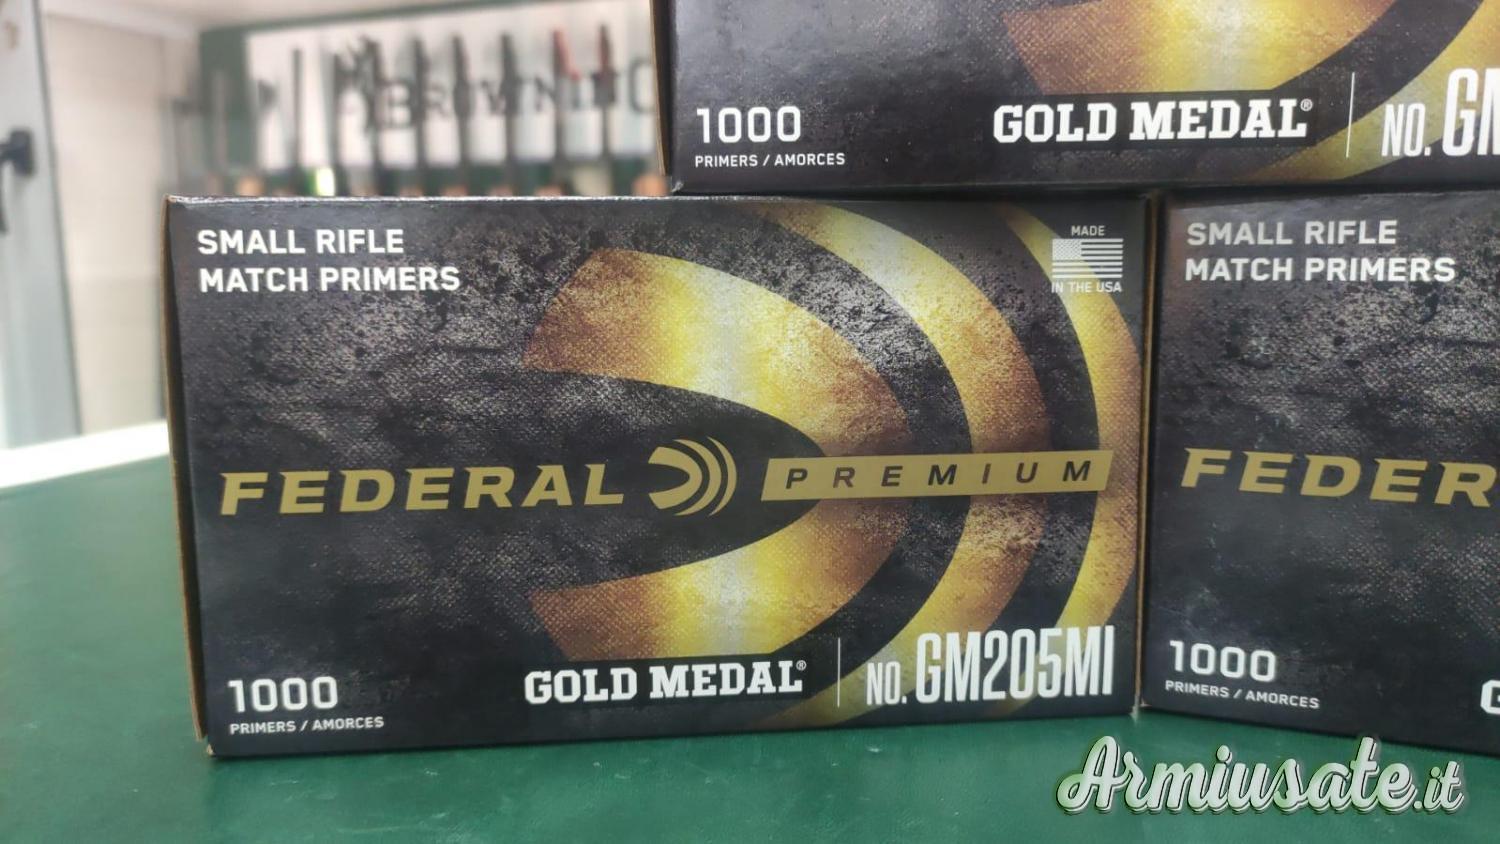 BROWNING
1000
PRIMERS / AMORCES
GOLD MEDAL®
NO. GM
SMALL RIFLE
MATCH PRIMERS
MADE
IN THE USA
FEDERAL PREMIUM
1000
PRIMERS / AMORCES
GOLD MEDAL®
NO. GM205MI
SMALL RIFLE
MATCH PRIMERS
FEDER
1000
PRIMERS / AMORCES
G
Armiusate.it